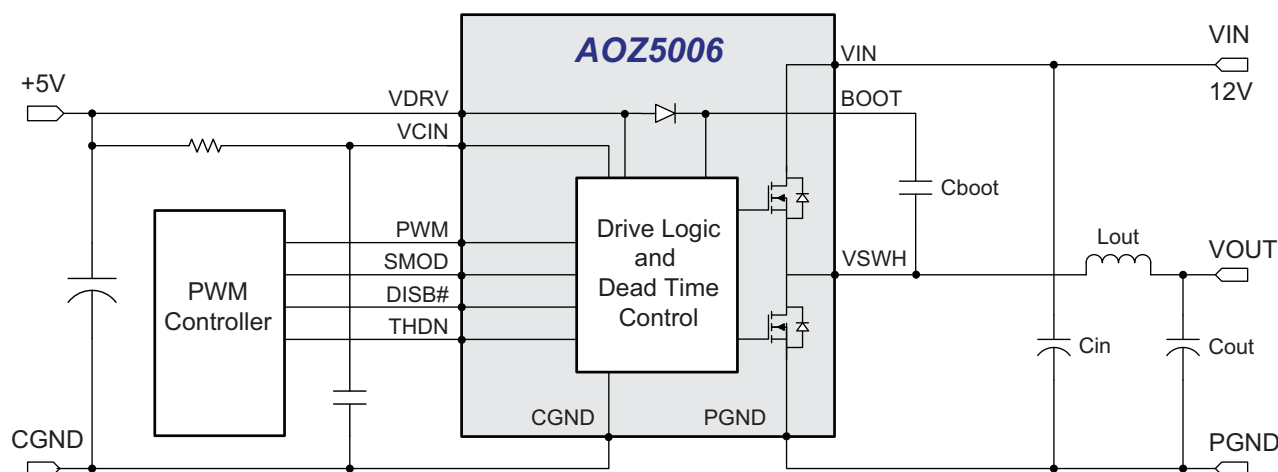 AOZ5006
VIN
VIN
12V
+5V
VDRV
BOOT
VCIN
Cboot
PWM
SMOD
DISB#
THDN
PWM
Controller
Drive Logic
and
Dead Time
Control
VSWH
Lout
VOUT
Cin
Cout
CGND
PGND
CGND
PGND